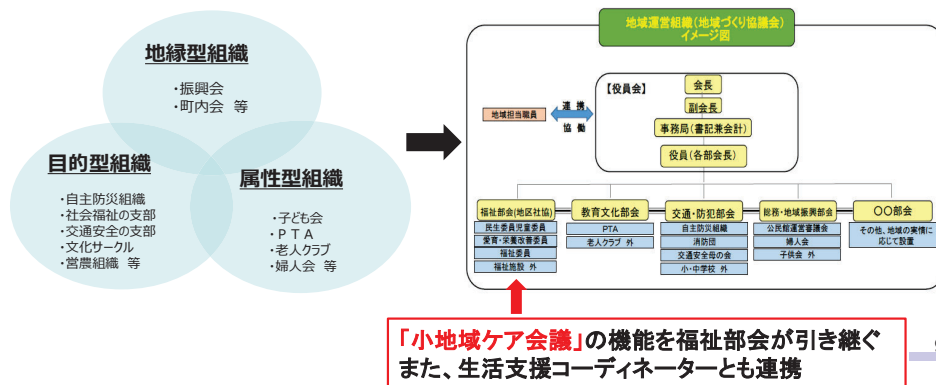 地縁型組織
・振興会
・町内会 等
目的型組織
・自主防災組織
・社会福祉の支部
・交通安全の支部
・文化サークル
・営農組織 等
属性型組織
・子ども会
・PTA
・老人クラブ
・婦人会 等
地域運営組織(地域づくり協議会)
イメージ図
【役員会】
会長
副会長
事務局(書記兼会計)
役員(各部会長)
地域担当職員
連 携
協 働
福祉部会(地区社協)
民生委員児童委員
愛育・栄養改善委員
福祉委員
福祉施設 外
教育文化部会
PTA
老人クラブ 外
交通・防犯部会
自主防災組織
消防団
交通安全母の会
小・中学校 外
総務・地域振興部会
公民館運営審議会
婦人会
子供会 外
〇〇部会
その他、地域の実情に
応じて設置
「小地域ケア会議」の機能を福祉部会が引き継ぐ
また、生活支援コーディネーターとも連携